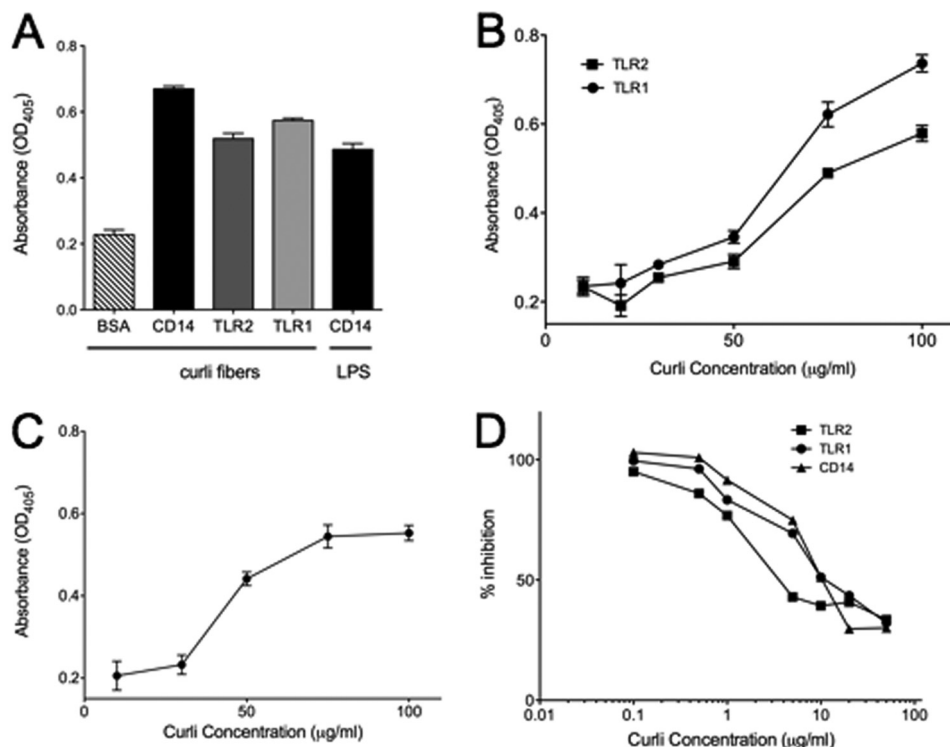 A
Absorbance (OD405)
0.8
0.6
0.4
0.2
0.0
BSA CD14 TLR2 TLR1 CD14
curli fibers LPS
B
Absorbance (OD405)
0.8
0.6
0.4
0.2
TLR2
TLR1
0 50 100
Curli Concentration (μg/ml)
C
Absorbance (OD405)
0.8
0.6
0.4
0.2
0 50 100
Curli Concentration (μg/ml)
D
% inhibition
100
50
0
TLR2
TLR1
CD14
0.01 0.1 1 10 100
Curli Concentration (μg/ml)